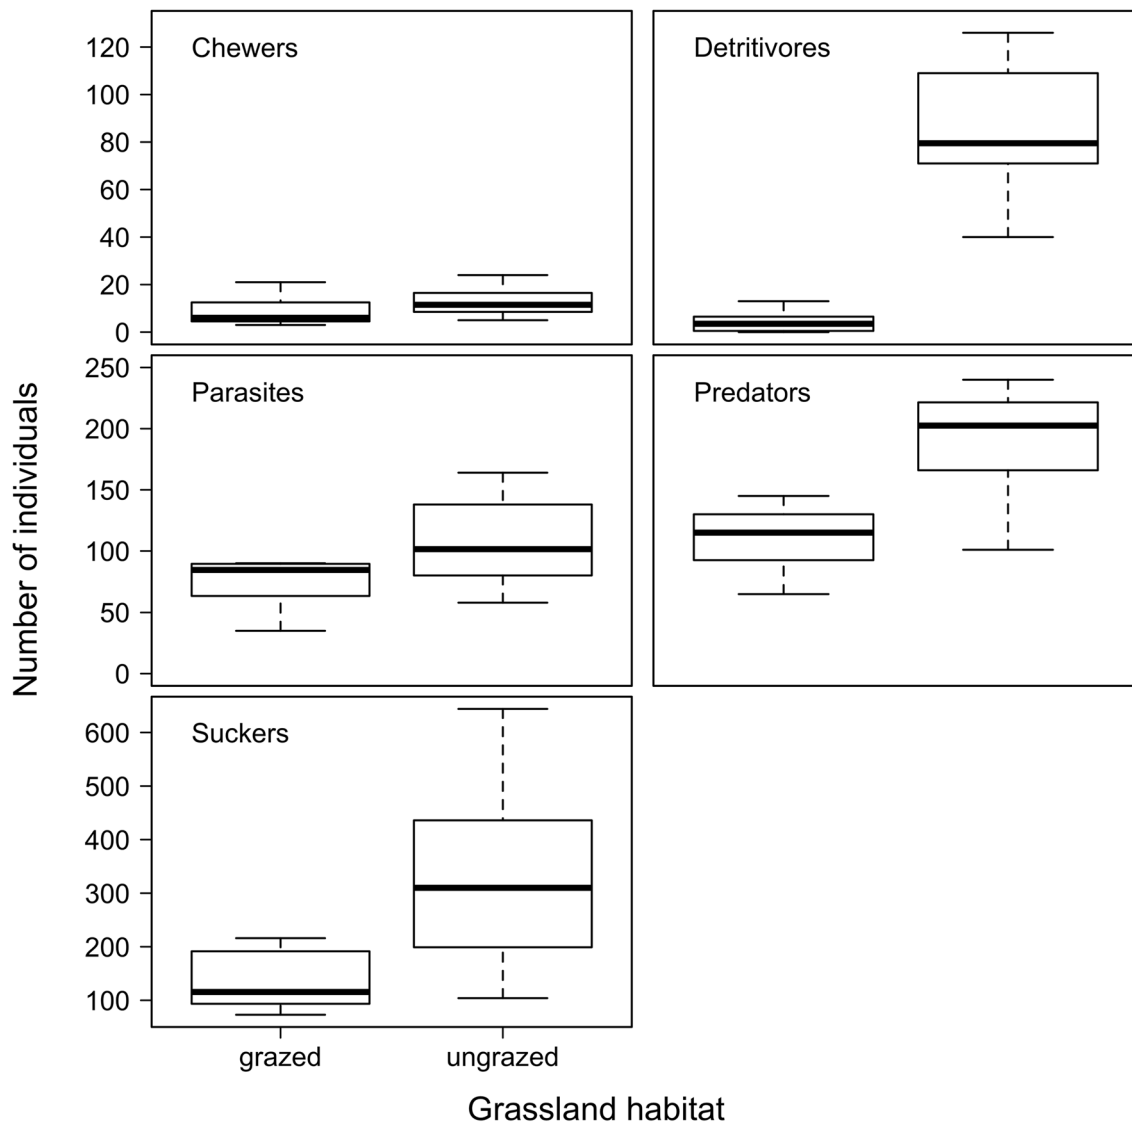 Chewers
Detritivores
120
100
80
60
40
20
0
Parasites
Predators
250
200
150
100
50
0
Suckers
600
500
400
300
200
100
grazed
ungrazed
Number of individuals
Grassland habitat